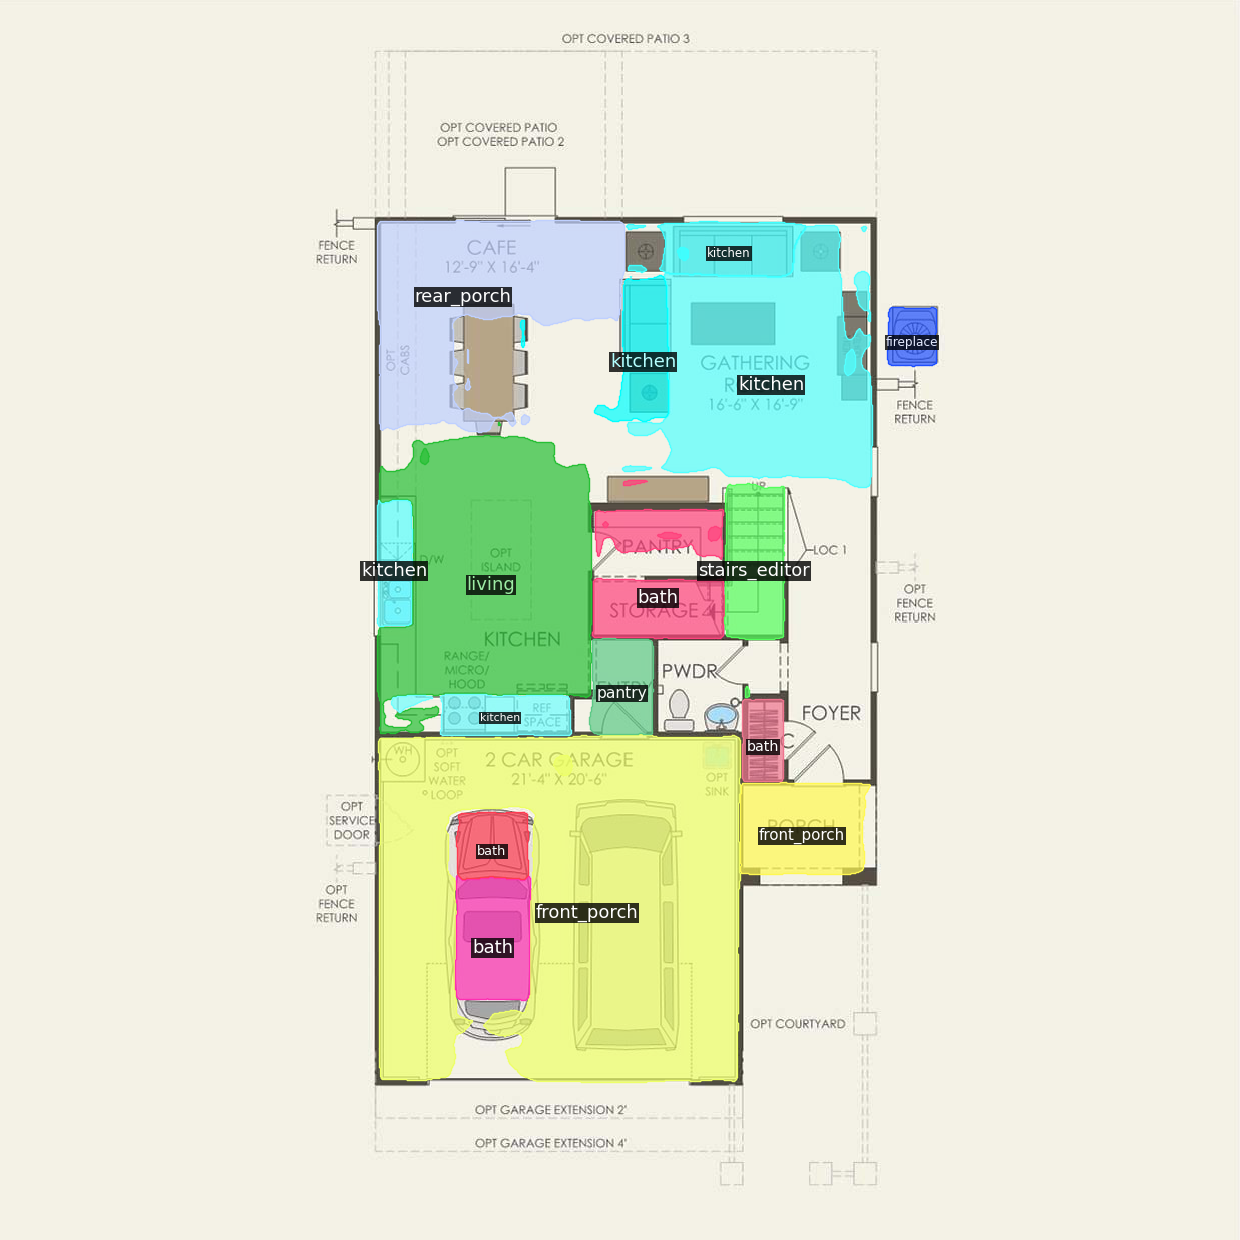 OPT COVERED PATIO 3
OPT COVERED PATIO
OPT COVERED PATIO 2
FENCE
RETURN
CAFE
12'-9" X 16'-4"
rear_porch
OPT
CABS
kitchen
kitchen
GATHERING
kitchen
16'-6" X 16'-9"
fireplace
FENCE
RETURN
UP
PANTRY
LOC 1
stairs_editor
kitchen
D/W
OPT
ISLAND
living
bath
STORAGE
OPT
FENCE
RETURN
KITCHEN
RANGE/
MICRO/
HOOD
REF
SPACE
kitchen
pantry
PWDR
FOYER
bath
WH
OPT
SOFT
WATER
LOOP
2 CAR GARAGE
21'-4" X 20'-6"
OPT
SINK
OPT
SERVICE
DOOR
PORCH
front_porch
bath
OPT
FENCE
RETURN
front_porch
bath
OPT COURTYARD
OPT GARAGE EXTENSION 2"
OPT GARAGE EXTENSION 4"